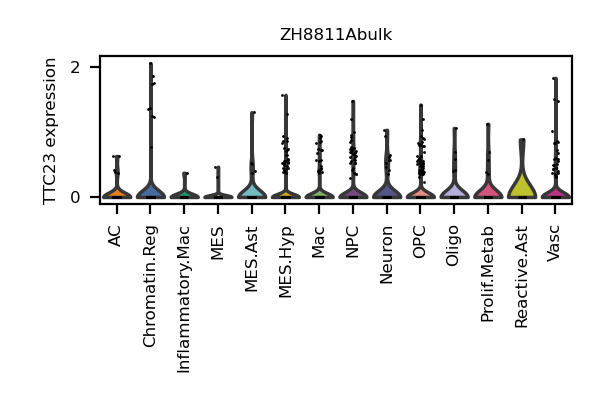 ZH8811Abulk
TTC23 expression
2
0
AC
Chromatin.Reg
Inflammatory.Mac
MES
MES.Ast
MES.Hyp
Mac
NPC
Neuron
OPC
Oligo
Prolif.Metab
Reactive.Ast
Vasc